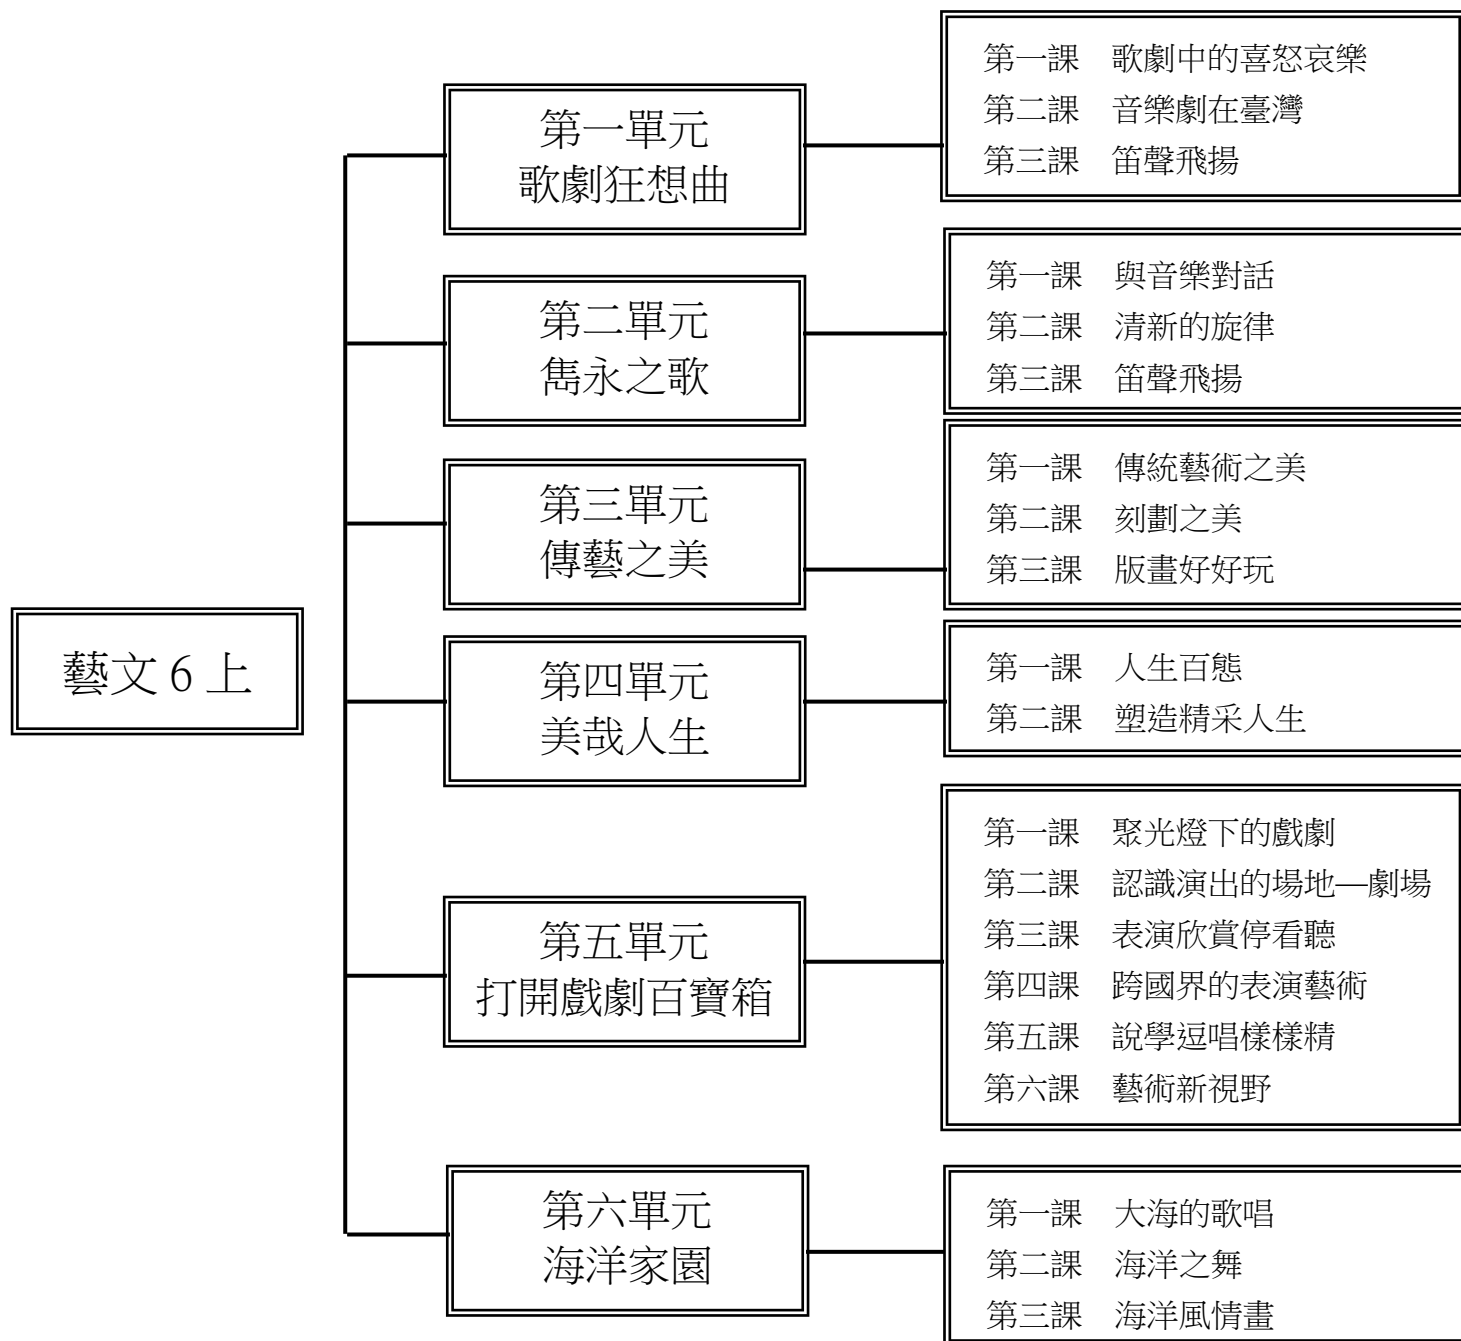 藝文6上
第一單元
歌劇狂想曲
第一課　歌劇中的喜怒哀樂
第二課　音樂劇在臺灣
第三課　笛聲飛揚
第二單元
雋永之歌
第一課　與音樂對話
第二課　清新的旋律
第三課　笛聲飛揚
第三單元
傳藝之美
第一課　傳統藝術之美
第二課　刻劃之美
第三課　版畫好好玩
第四單元
美哉人生
第一課　人生百態
第二課　塑造精采人生
第五單元
打開戲劇百寶箱
第一課　聚光燈下的戲劇
第二課　認識演出的場地—劇場
第三課　表演欣賞停看聽
第四課　跨國界的表演藝術
第五課　說學逗唱樣樣精
第六課　藝術新視野
第六單元
海洋家園
第一課　大海的歌唱
第二課　海洋之舞
第三課　海洋風情畫